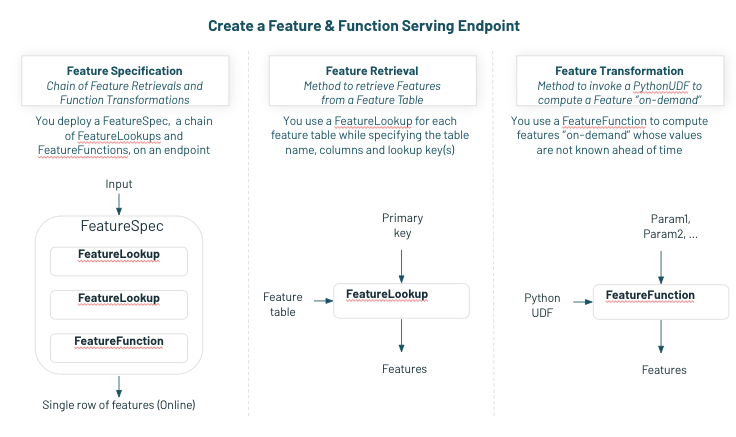 Create a Feature & Function Serving Endpoint
Feature Specification
Chain of Feature Retrievals and
Function Transformations
You deploy a FeatureSpec, a chain
of FeatureLookups and
FeatureFunctions, on an endpoint
Input
FeatureSpec
FeatureLookup
FeatureLookup
FeatureFunction
Single row of features (Online)
Feature Retrieval
Method to retrieve Features
from a Feature Table
You use a FeatureLookup for each
feature table while specifying the table
name, columns and lookup key(s)
Primary
key
Feature
table
FeatureLookup
Features
Feature Transformation
Method to invoke a PythonUDF to
compute a Feature “on-demand”
You use a FeatureFunction to compute
features “on-demand” whose values
are not known ahead of time
Param1,
Param2, ...
Python
UDF
FeatureFunction
Features